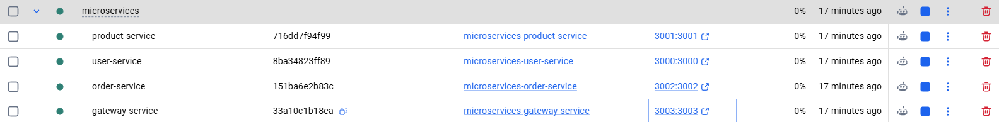 microservices - - - 0% 17 minutes ago
product-service 716dd7f94f99 microservices-product-service 3001:3001 0% 17 minutes ago
user-service 8ba34823ff89 microservices-user-service 3000:3000 0% 17 minutes ago
order-service 151ba6e2b83c microservices-order-service 3002:3002 0% 17 minutes ago
gateway-service 33a10c1b18ea microservices-gateway-service 3003:3003 0% 17 minutes ago